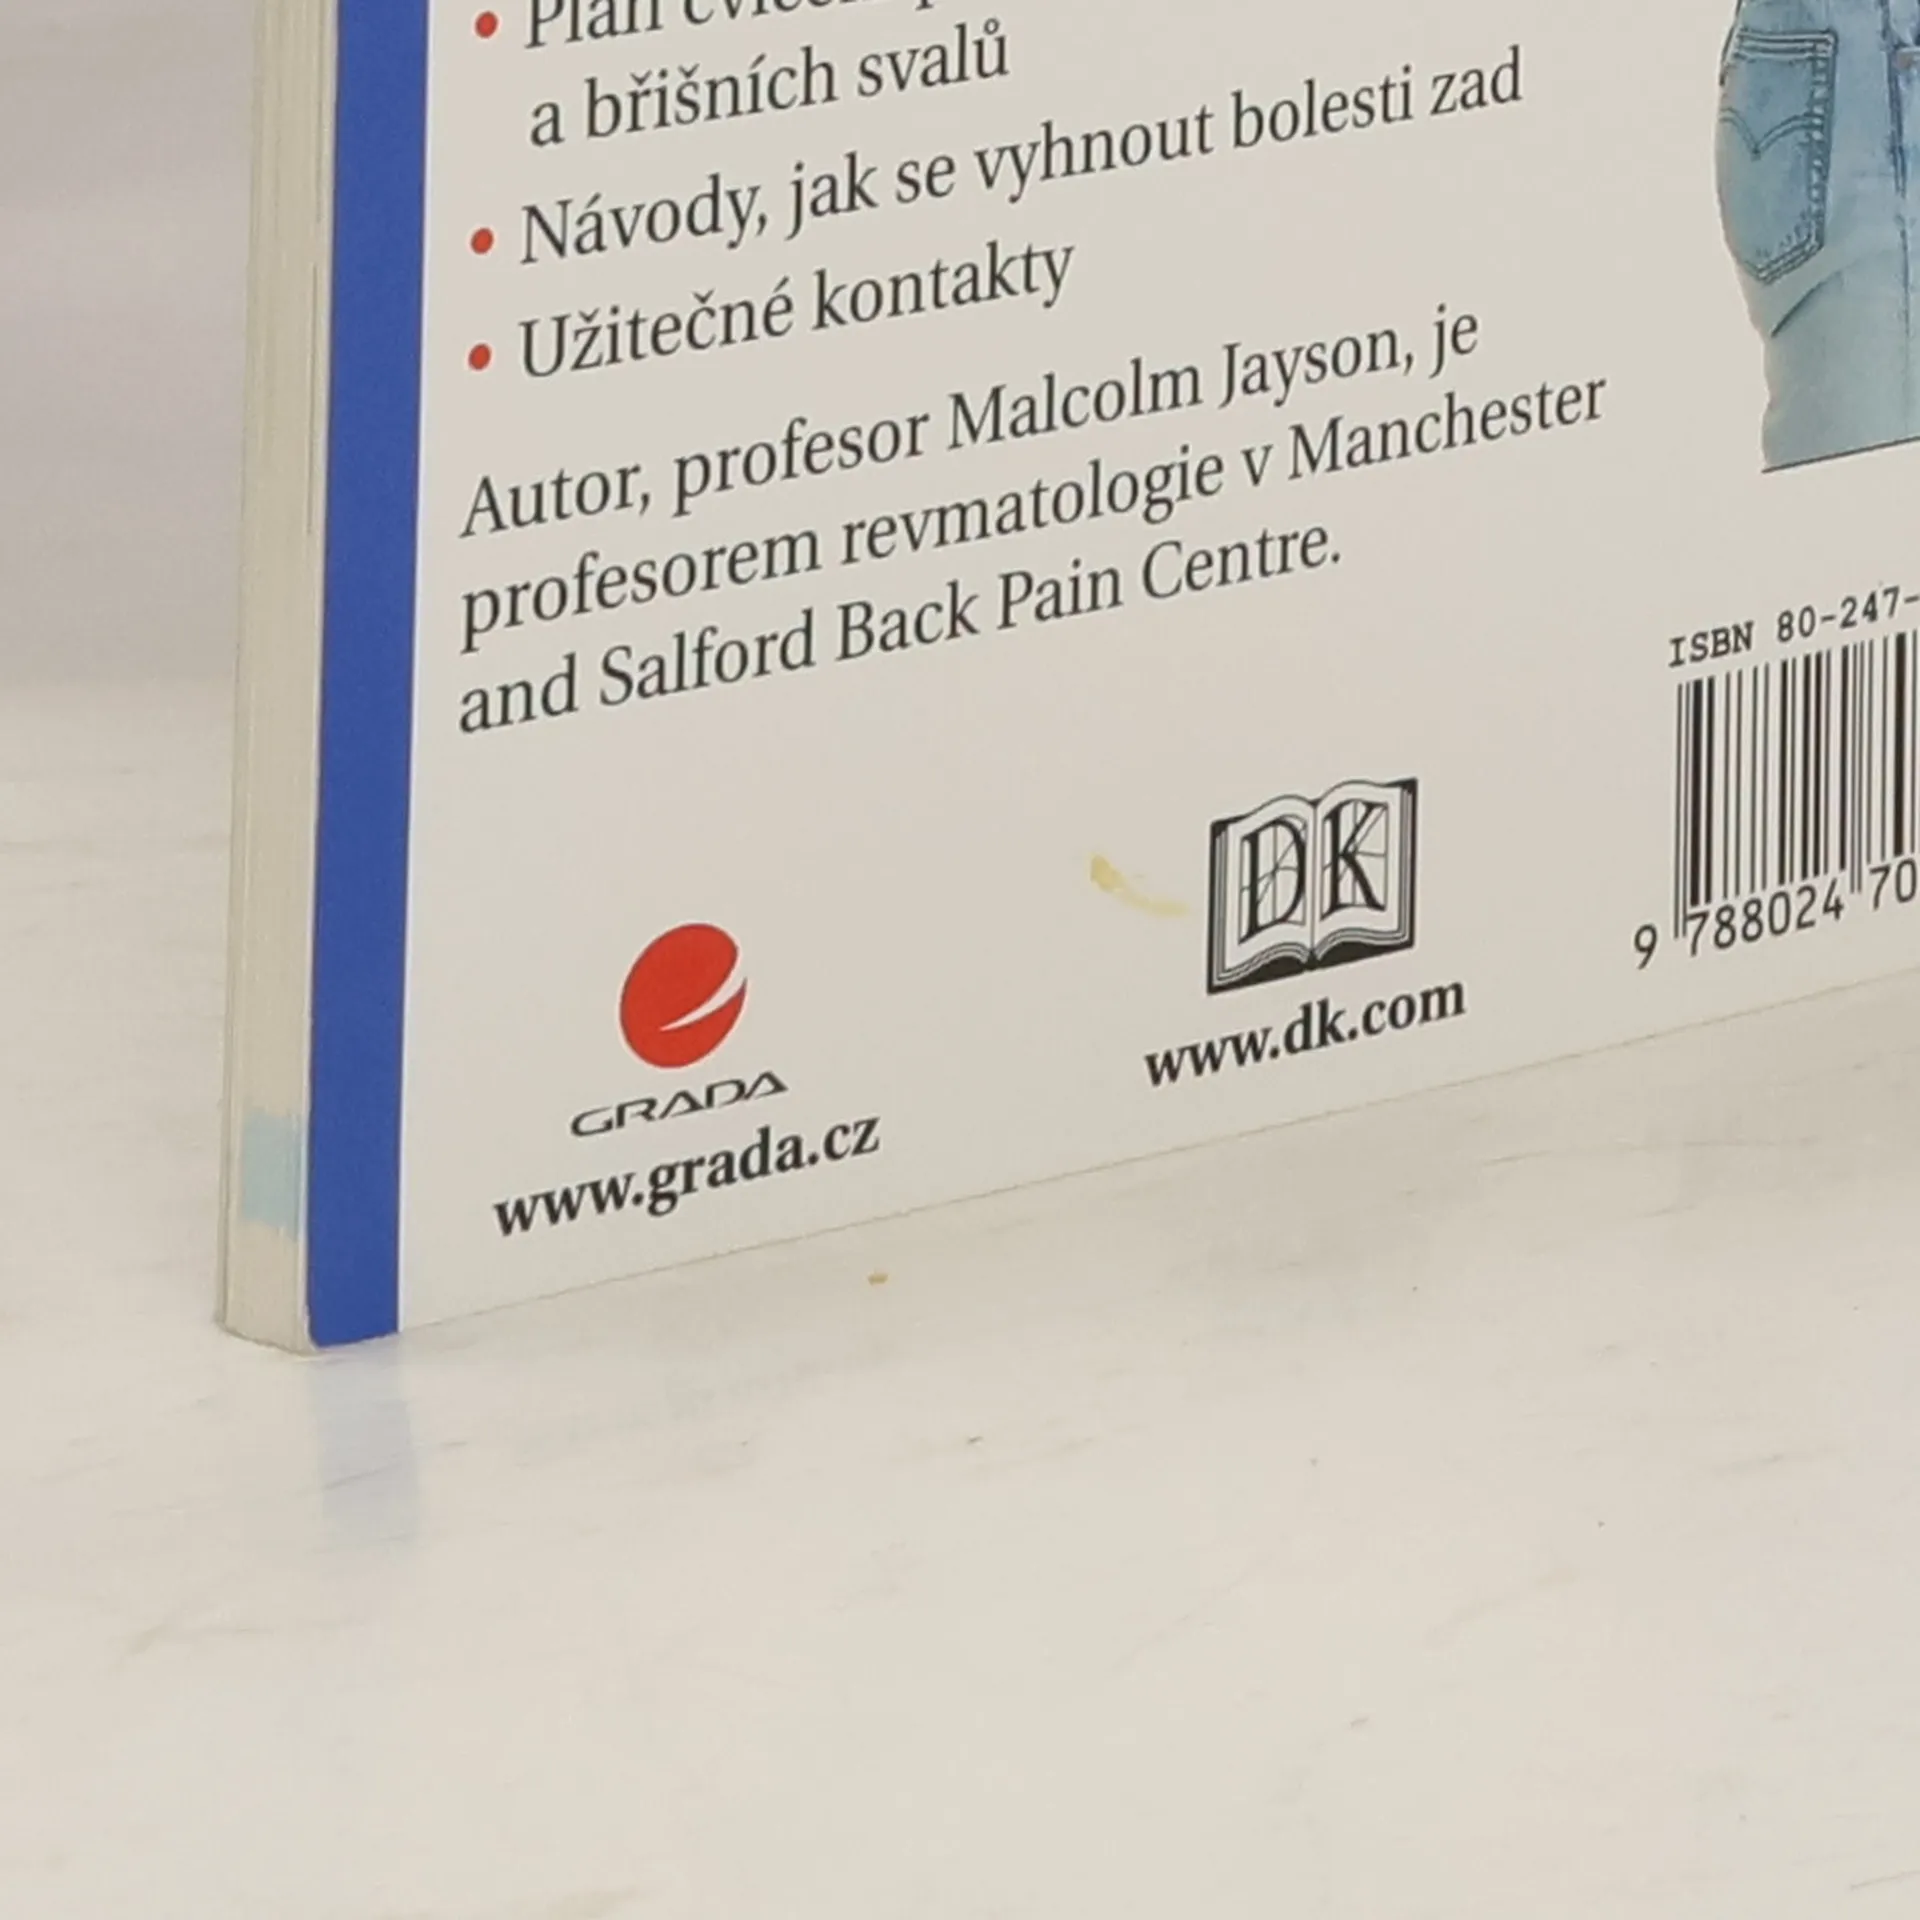 • Plán
a břišních svalů
• Návody, jak se vyhnout bolesti zad
• Užitečné kontakty
Autor, profesor Malcolm Jayson, je
profesorem revmatologie v Manchester
and Salford Back Pain Centre.
ISBN 80-247-
9 788024 70
DK
www.dk.com
GRADA
www.grada.cz